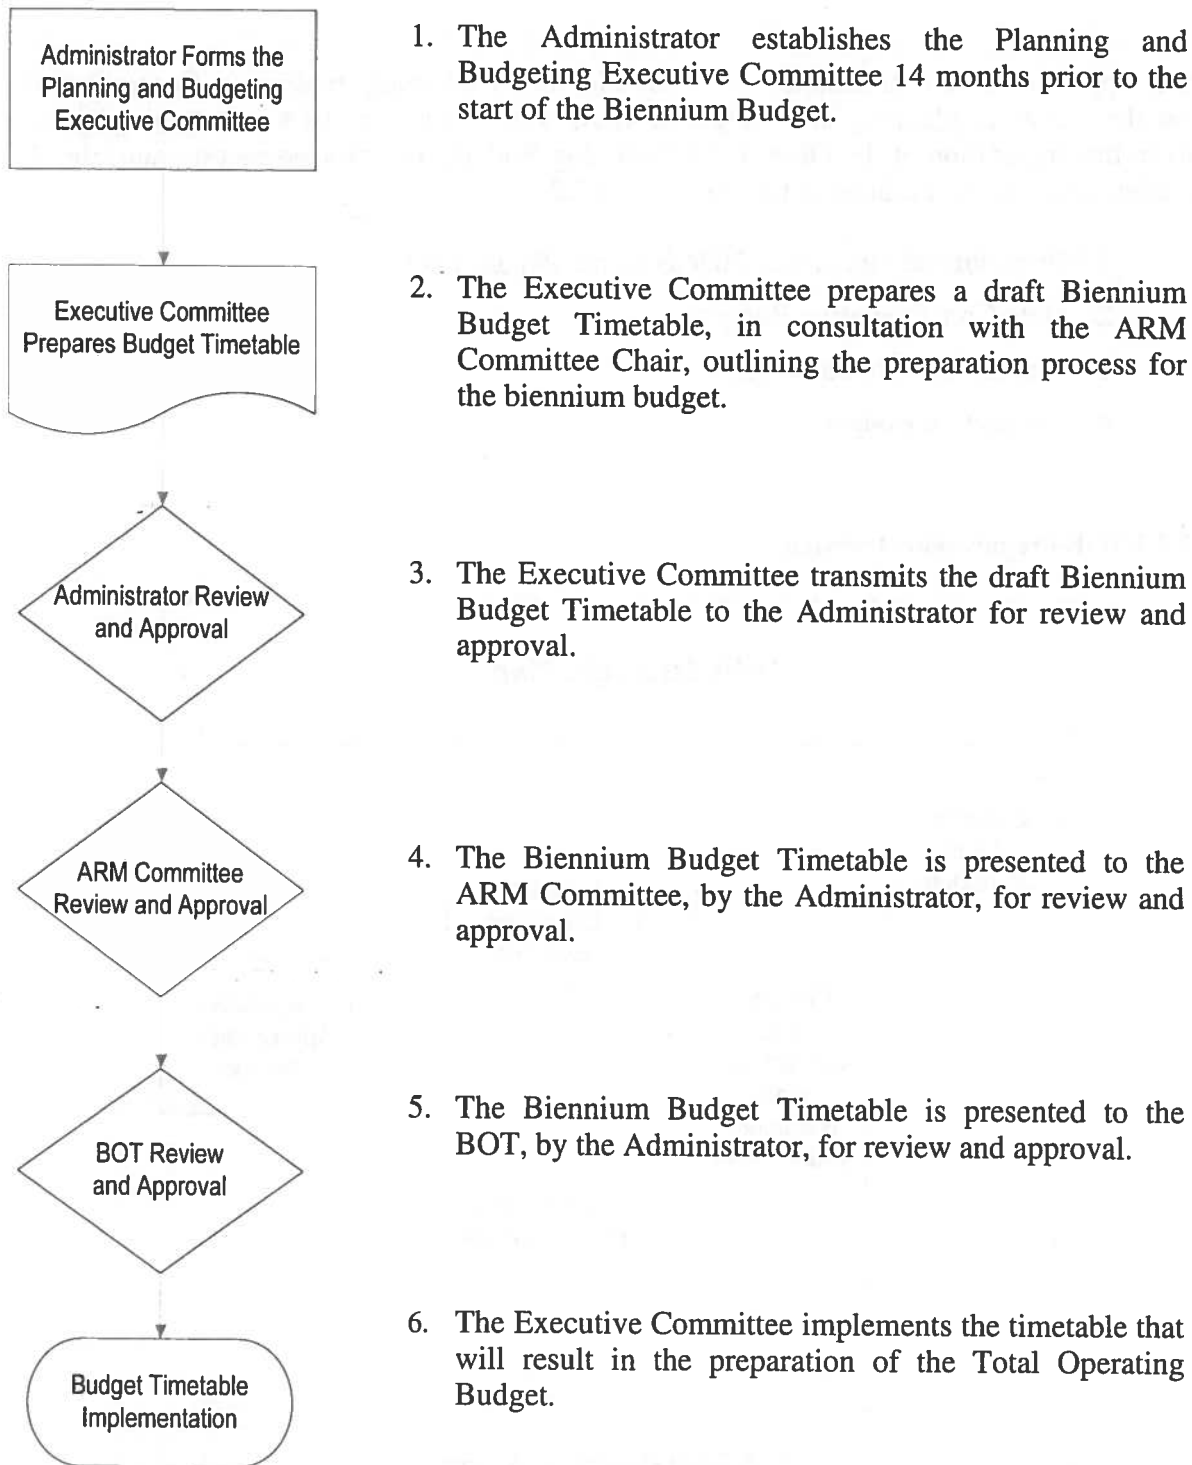 Administrator Forms the
Planning and Budgeting
Executive Committee
1. The Administrator establishes the Planning and
Budgeting Executive Committee 14 months prior to the
start of the Biennium Budget.
Executive Committee
Prepares Budget Timetable
2. The Executive Committee prepares a draft Biennium
Budget Timetable, in consultation with the ARM
Committee Chair, outlining the preparation process for
the biennium budget.
Administrator Review
and Approval
3. The Executive Committee transmits the draft Biennium
Budget Timetable to the Administrator for review and
approval.
ARM Committee
Review and Approval
4. The Biennium Budget Timetable is presented to the
ARM Committee, by the Administrator, for review and
approval.
BOT Review
and Approval
5. The Biennium Budget Timetable is presented to the
BOT, by the Administrator, for review and approval.
Budget Timetable
Implementation
6. The Executive Committee implements the timetable that
will result in the preparation of the Total Operating
Budget.